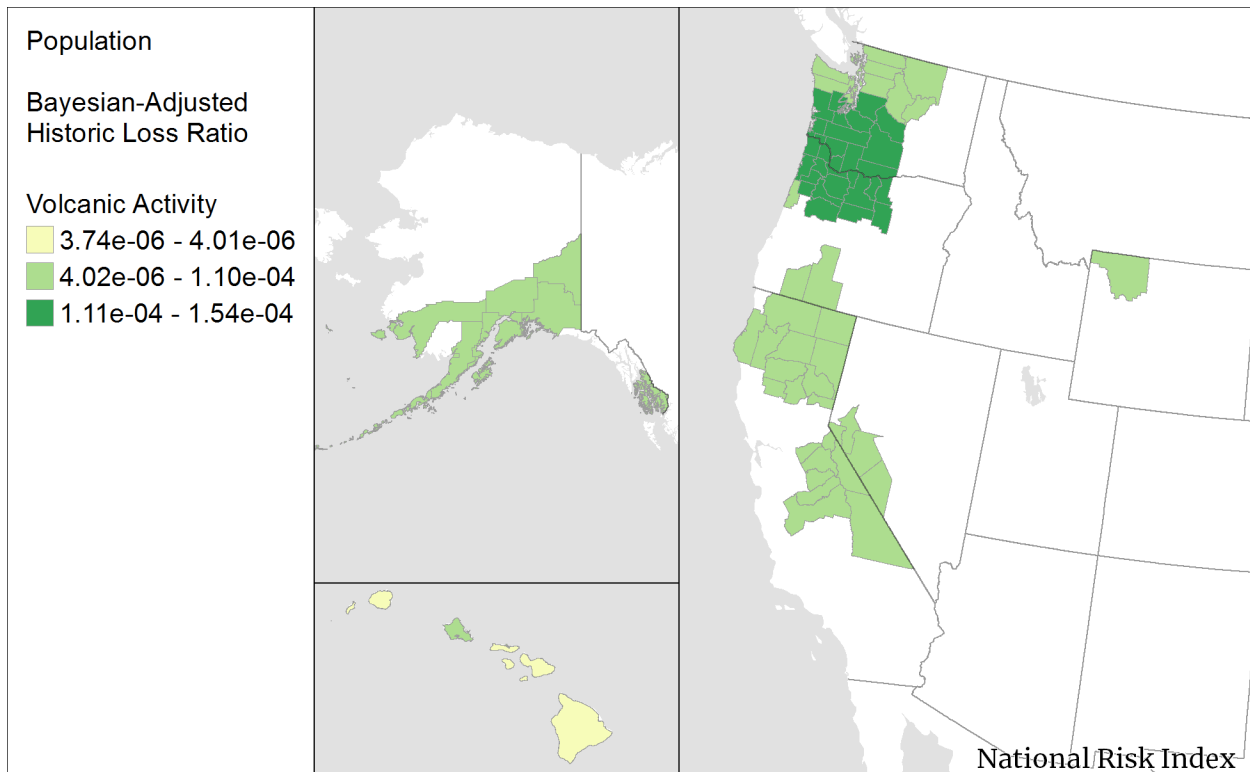 Population
Bayesian-Adjusted
Historic Loss Ratio
Volcanic Activity
3.74e-06 - 4.01e-06
4.02e-06 - 1.10e-04
1.11e-04 - 1.54e-04
National Risk Index